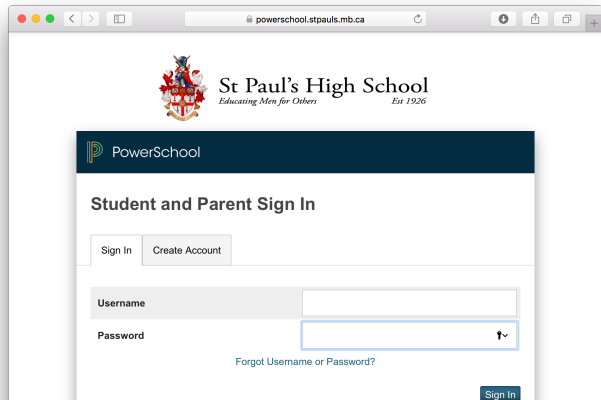 powerschool.stpauls.mb.ca
St Paul's High School
Educating Men for Others Est 1926
PowerSchool
Student and Parent Sign In
Sign In Create Account
Username
Password
Forgot Username or Password?
Sign In